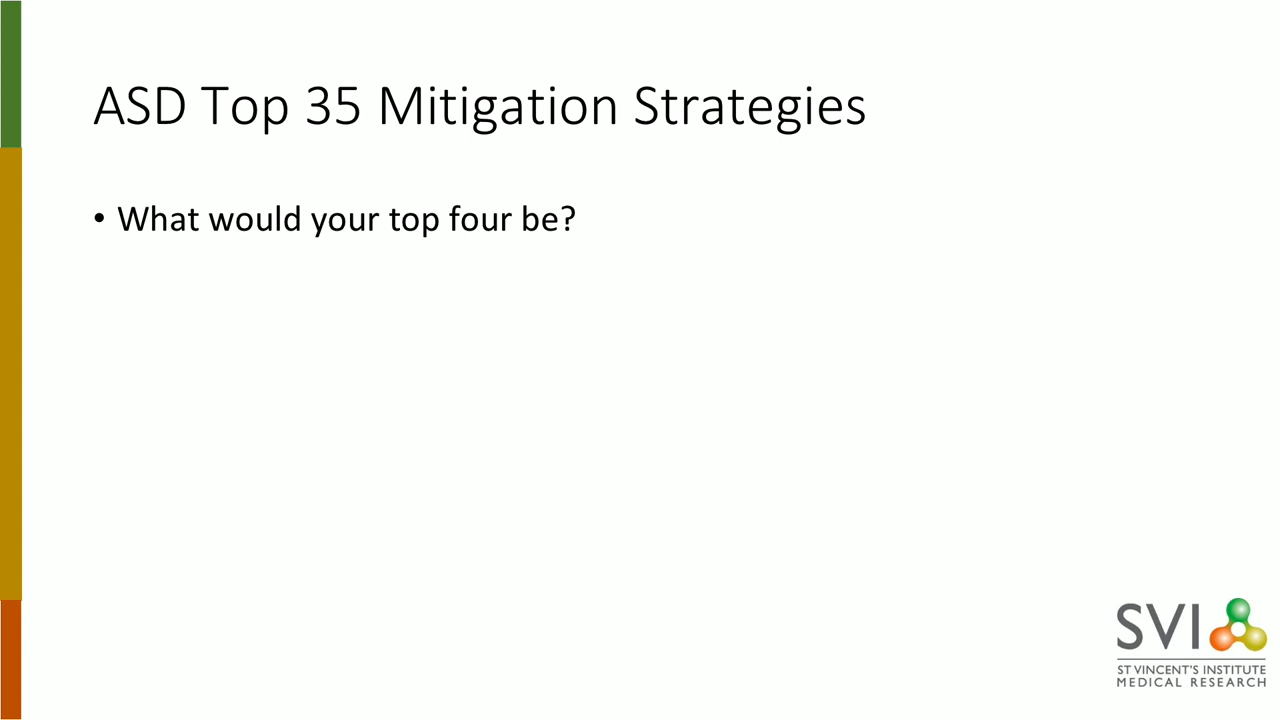 ASD Top 35 Mitigation Strategies
• What would your top four be?
SVI
ST VINCENT'S INSTITUTE
MEDICAL RESEARCH